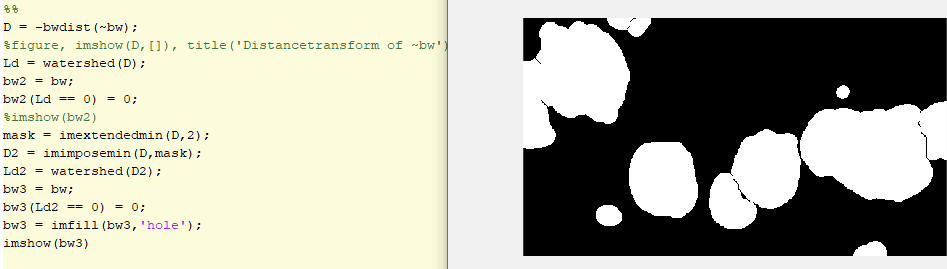 %%
D = -bwdist(~bw);
%figure, imshow(D,[]), title('Distancetransform of ~bw')
Ld = watershed(D);
bw2 = bw;
bw2(Ld == 0) = 0;
%imshow(bw2)
mask = imextendedmin(D,2);
D2 = imimposemin(D,mask);
Ld2 = watershed(D2);
bw3 = bw;
bw3(Ld2 == 0) = 0;
bw3 = imfill(bw3,'hole');
imshow(bw3)